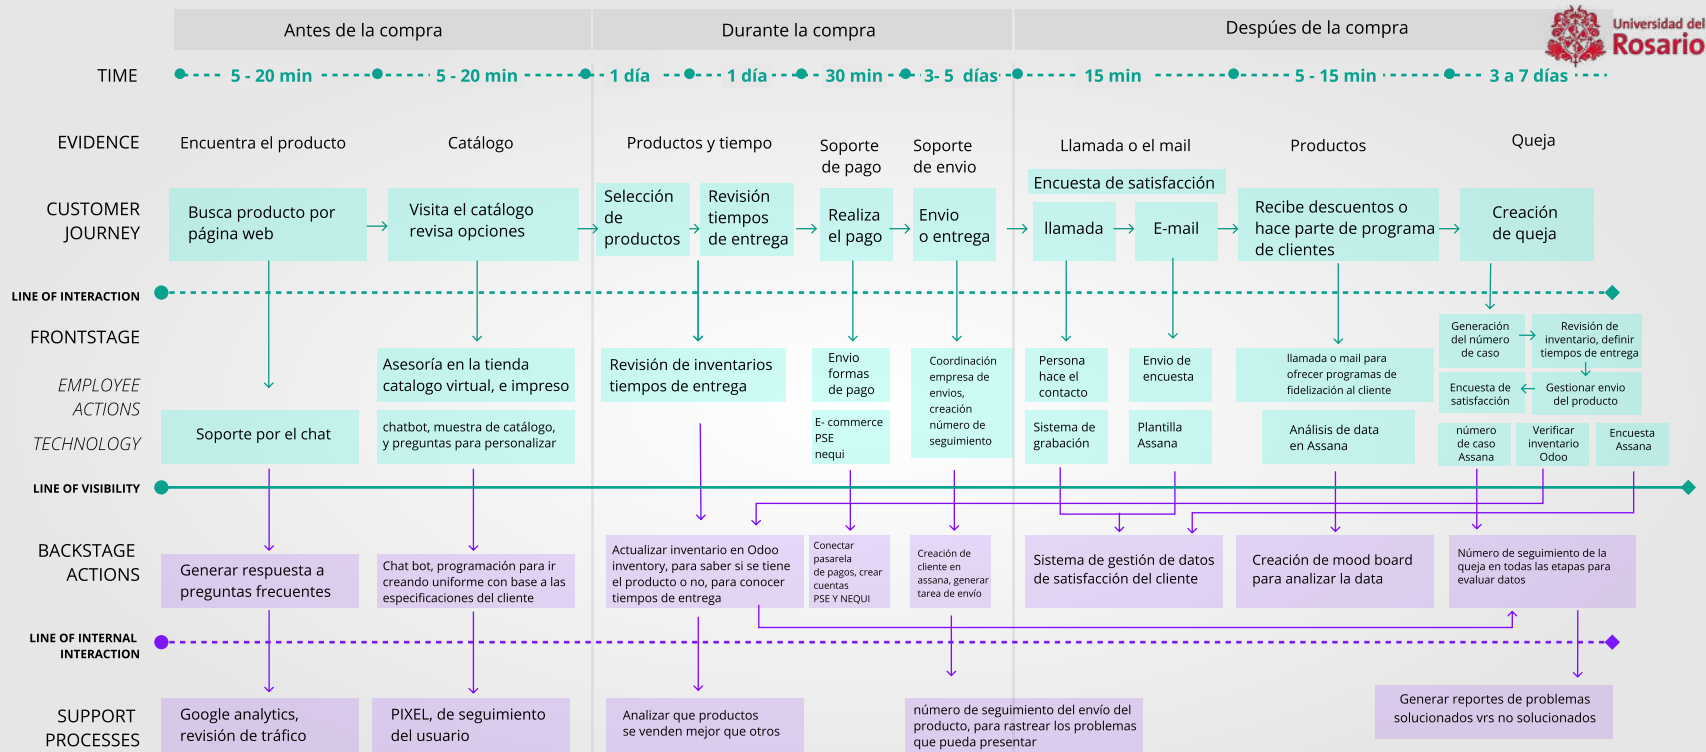 Antes de la compra
Durante la compra
Despúes de la compra
Universidad del
Rosario
TIME
5 - 20 min
5 - 20 min
1 día
1 día
30 min
3- 5 días
15 min
5 - 15 min
3 a 7 días
EVIDENCE
Encuentra el producto
Catálogo
Productos y tiempo
Soporte
de pago
Soporte
de envio
Llamada o el mail
Productos
Queja
CUSTOMER
JOURNEY
Busca producto por
página web
Visita el catálogo
revisa opciones
Selección
de
productos
Revisión
tiempos
de entrega
Realiza
el pago
Envio
o entrega
Encuesta de satisfacción
llamada
E-mail
Recibe descuentos o
hace parte de programa
de clientes
Creación
de queja
LINE OF INTERACTION
FRONTSTAGE
EMPLOYEE
ACTIONS
Asesoría en la tienda
catalogo virtual, e impreso
Revisión de inventarios
tiempos de entrega
Envio
formas
de pago
Coordinación
empresa de
envios,
creación
número de
seguimiento
Persona
hace el
contacto
Envio de
encuesta
llamada o mail para
ofrecer programas de
fidelización al cliente
Generación
del número
de caso
Revisión de
inventario, definir
tiempos de entrega
Encuesta de
satisfacción
Gestionar envio
del producto
TECHNOLOGY
Soporte por el chat
chatbot, muestra de catálogo,
y preguntas para personalizar
E- commerce
PSE
nequi
Sistema de
grabación
Plantilla
Assana
Análisis de data
en Assana
número
de caso
Assana
Verificar
inventario
Odoo
Encuesta
Assana
LINE OF VISIBILITY
BACKSTAGE
ACTIONS
Generar respuesta a
preguntas frecuentes
Chat bot, programación para ir
creando uniforme con base a las
especificaciones del cliente
Actualizar inventario en Odoo
inventory, para saber si se tiene
el producto o no, para conocer
tiempos de entrega
Conectar
pasarela
de pagos, crear
cuentas
PSE Y NEQUI
Creación de
cliente en
assana, generar
tarea de envío
Sistema de gestión de datos
de satisfacción del cliente
Creación de mood board
para analizar la data
Número de seguimiento de la
queja en todas las etapas para
evaluar datos
LINE OF INTERNAL
INTERACTION
SUPPORT
PROCESSES
Google analytics,
revisión de tráfico
PIXEL, de seguimiento
del usuario
Analizar que productos
se venden mejor que otros
número de seguimiento del envío del
producto, para rastrear los problemas
que pueda presentar
Generar reportes de problemas
solucionados vrs no solucionados